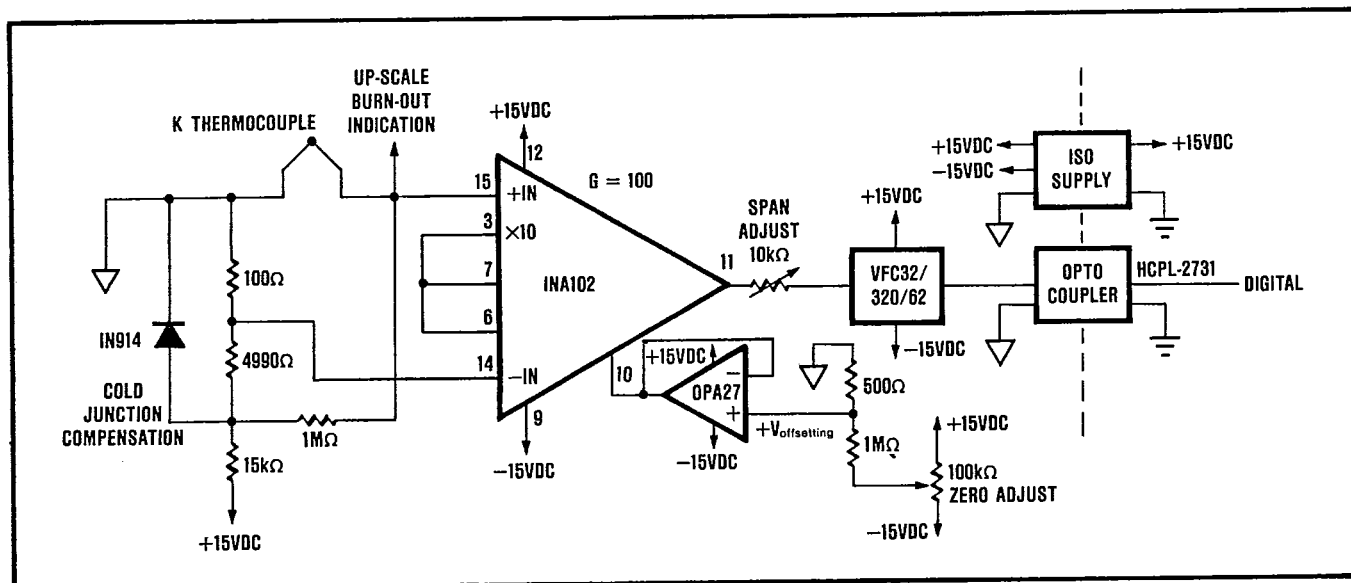 UP-SCALE
BURN-OUT
INDICATION
K THERMOCOUPLE
+15VDC
12
15
+IN
G = 100
3
×10
7
6
INA102
14
−IN
9
−15VDC
11
10
100Ω
IN914
4990Ω
COLD
JUNCTION
COMPENSATION
1MΩ
15kΩ
+15VDC
SPAN
ADJUST
10kΩ
+15VDC
VFC32/
320/62
−15VDC
+15VDC
−
OPA27
+
+Voffsetting
−15VDC
500Ω
1MΩ
+15VDC
100kΩ
ZERO ADJUST
−15VDC
+15VDC
−15VDC
ISO
SUPPLY
+15VDC
OPTO
COUPLER
HCPL-2731
DIGITAL